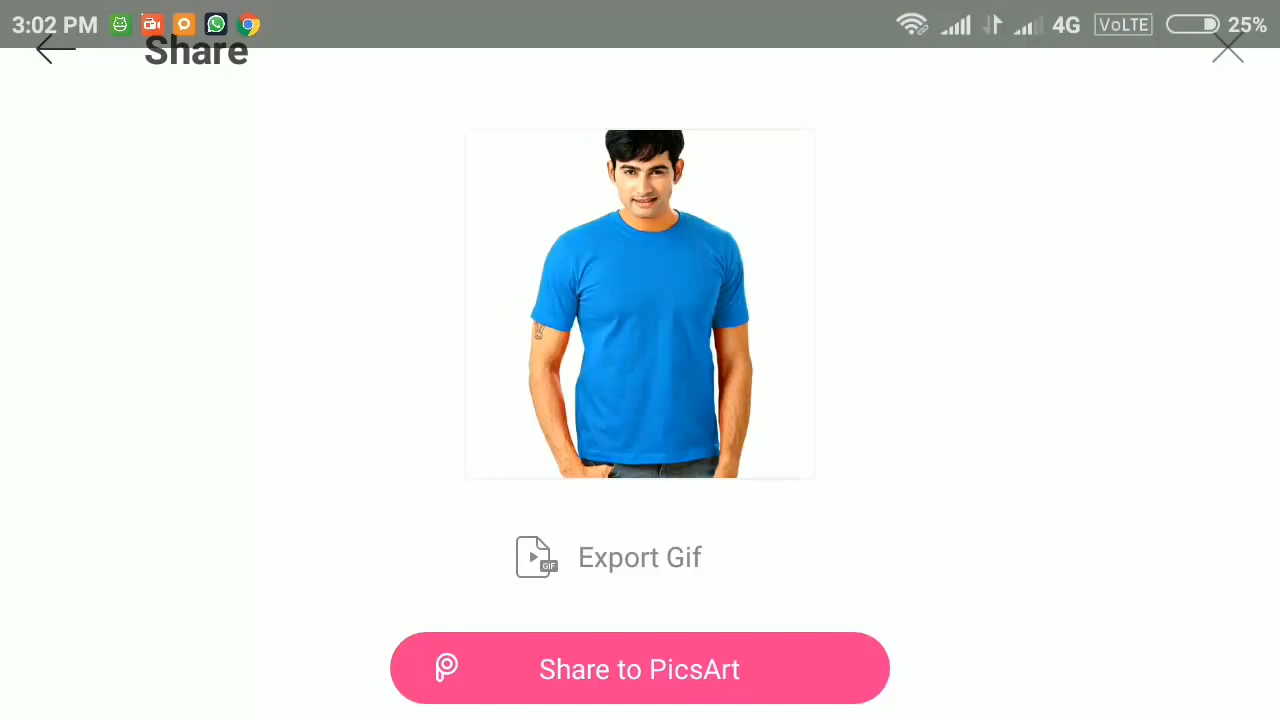 3:02 PM 4G VoLTE 25%
Share
GIF
Export Gif
Share to PicsArt